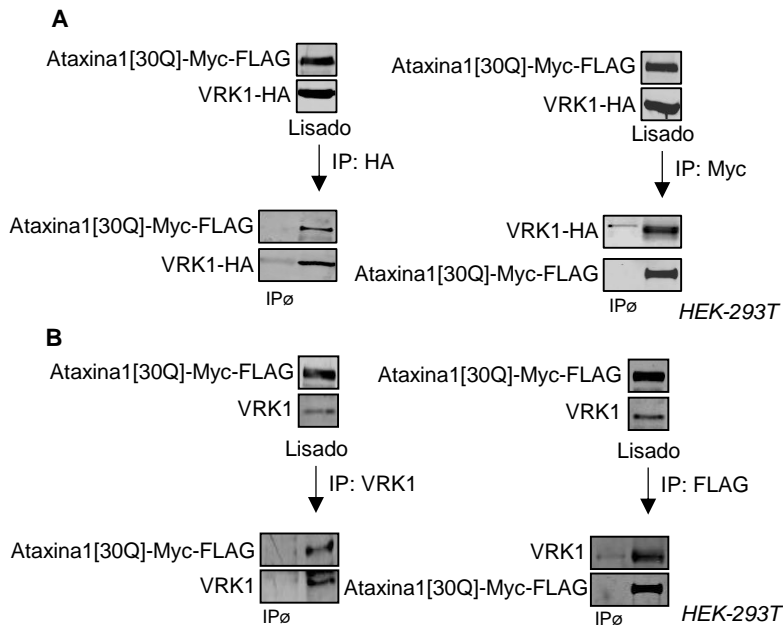 A
Ataxina1[30Q]-Myc-FLAG
VRK1-HA
Lisado
IP: HA
Ataxina1[30Q]-Myc-FLAG
VRK1-HA
IPø
Ataxina1[30Q]-Myc-FLAG
VRK1-HA
Lisado
IP: Myc
VRK1-HA
Ataxina1[30Q]-Myc-FLAG
IPø
HEK-293T
B
Ataxina1[30Q]-Myc-FLAG
VRK1
Lisado
IP: VRK1
Ataxina1[30Q]-Myc-FLAG
VRK1
IPø
Ataxina1[30Q]-Myc-FLAG
VRK1
Lisado
IP: FLAG
VRK1
Ataxina1[30Q]-Myc-FLAG
IPø
HEK-293T